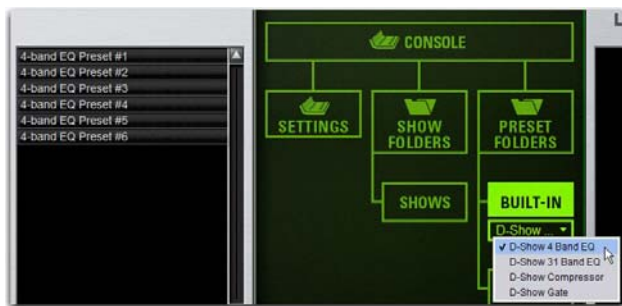 4-band EQ Preset #1
4-band EQ Preset #2
4-band EQ Preset #3
4-band EQ Preset #4
4-band EQ Preset #5
4-band EQ Preset #6
CONSOLE
SETTINGS
SHOW
FOLDERS
PRESET
FOLDERS
SHOWS
BUILT-IN
D-Show ...
D-Show 4 Band EQ
D-Show 31 Band EQ
D-Show Compressor
D-Show Gate